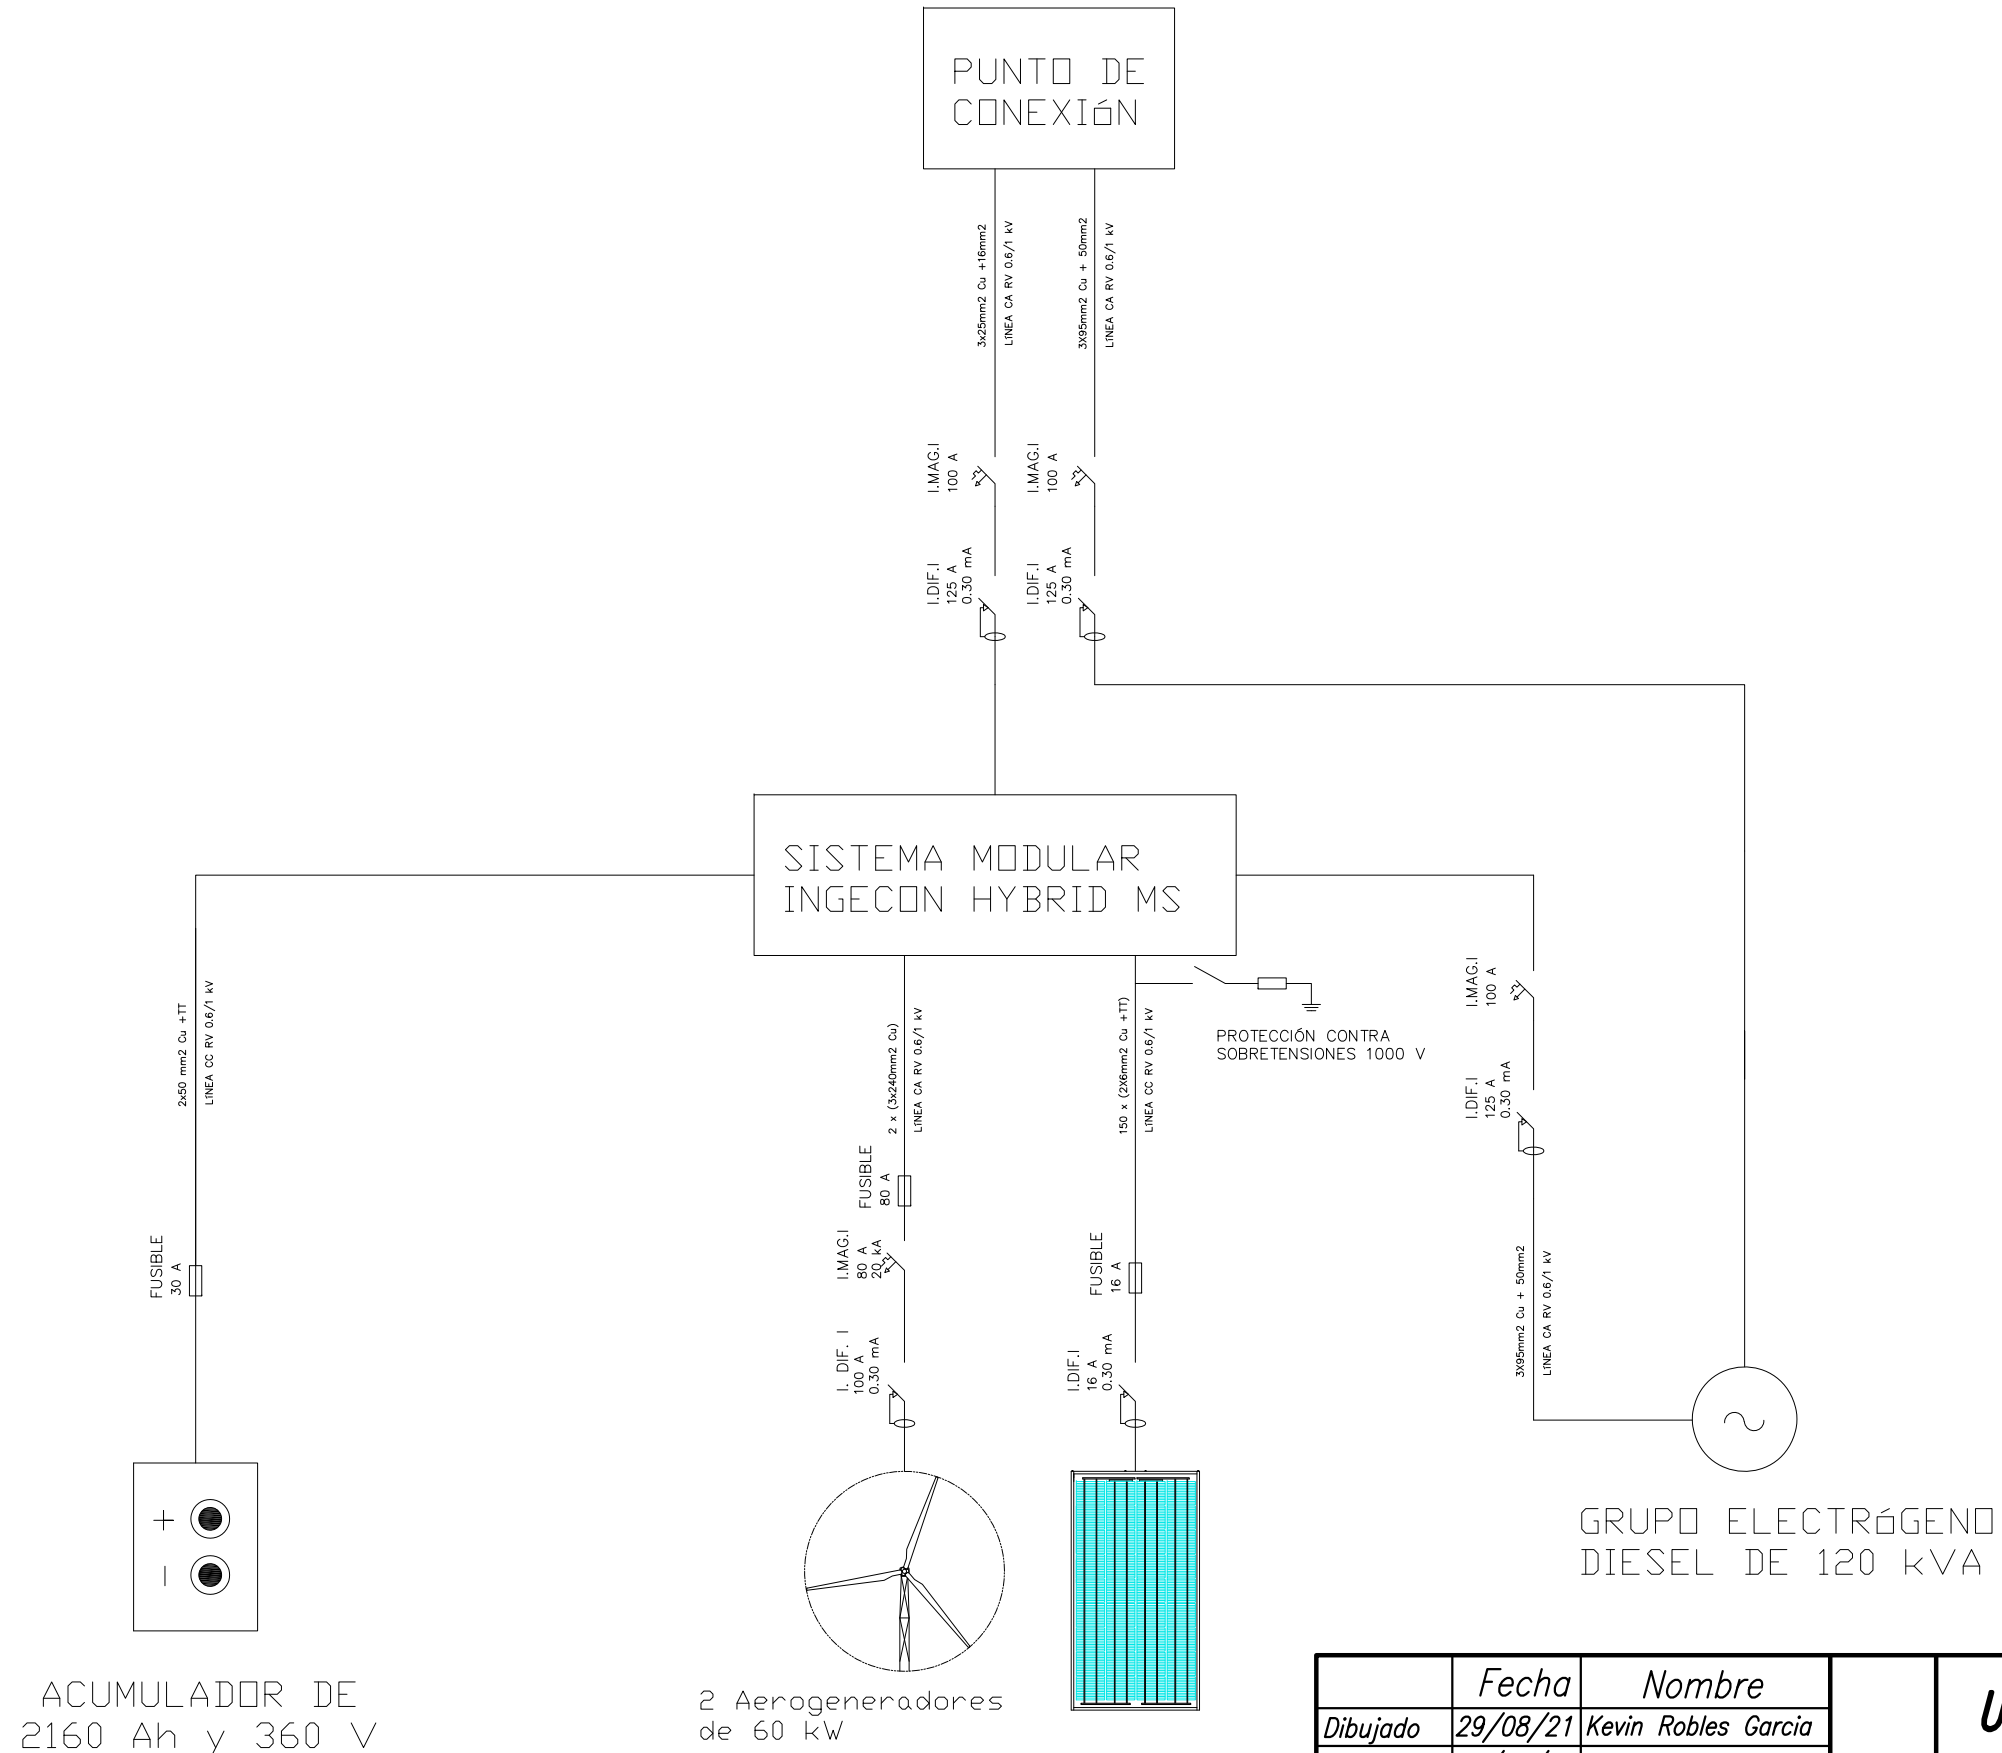 PUNTO DE
CONEXIóN
3x25mm2 Cu +16mm2
LíNEA CA RV 0.6/1 kV
3X95mm2 Cu + 50mm2
LíNEA CA RV 0.6/1 kV
I.MAG.I
100 A
I.MAG.I
100 A
I.DIF.I
125 A
0.30 mA
I.DIF.I
125 A
0.30 mA
SISTEMA MODULAR
INGECON HYBRID MS
2x50 mm2 Cu +TT
LíNEA CC RV 0.6/1 kV
2 x (3x240mm2 Cu)
LíNEA CA RV 0.6/1 kV
150 x (2X6mm2 Cu +TT)
LíNEA CC RV 0.6/1 kV
PROTECCIÓN CONTRA
SOBRETENSIONES 1000 V
I.MAG.I
100 A
I.DIF.I
125 A
0.30 mA
FUSIBLE
80 A
FUSIBLE
30 A
I.MAG.I
80 A
20 kA
FUSIBLE
16 A
3X95mm2 Cu + 50mm2
LíNEA CA RV 0.6/1 kV
I. DIF. I
100 A
0.30 mA
I.DIF.I
16 A
0.30 mA
+
-
GRUPO ELECTRóGENO
DIESEL DE 120 kVA
ACUMULADOR DE
2160 Ah y 360 V
2 Aerogeneradores
de 60 kW
Fecha Nombre
Dibujado 29/08/21 Kevin Robles Garcia